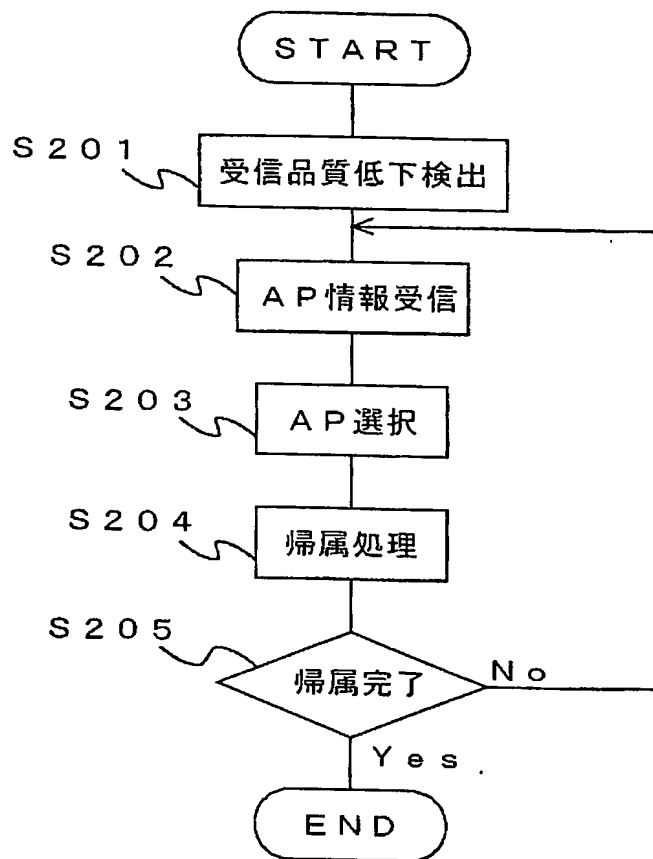 START
S201
受信品質低下検出
S202
AP情報受信
S203
AP選択
S204
帰属処理
S205
帰属完了
No
Yes
END